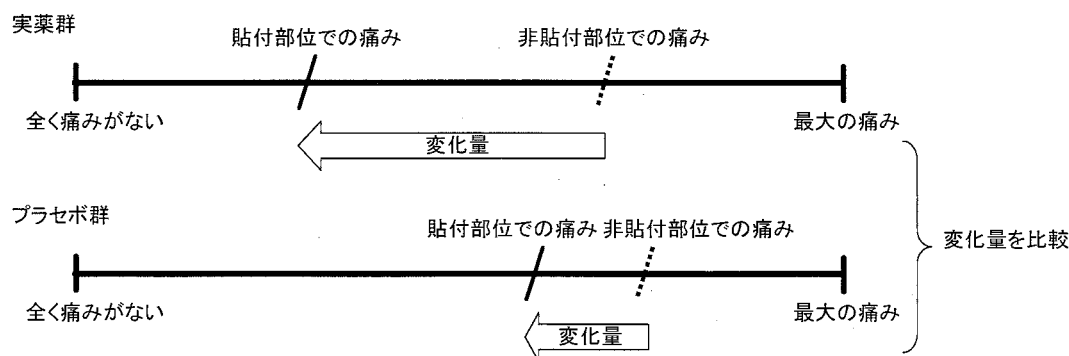 実薬群
貼付部位での痛み 非貼付部位での痛み
全く痛みがない 最大の痛み
変化量
プラセボ群
貼付部位での痛み 非貼付部位での痛み
変化量を比較
全く痛みがない 最大の痛み
変化量